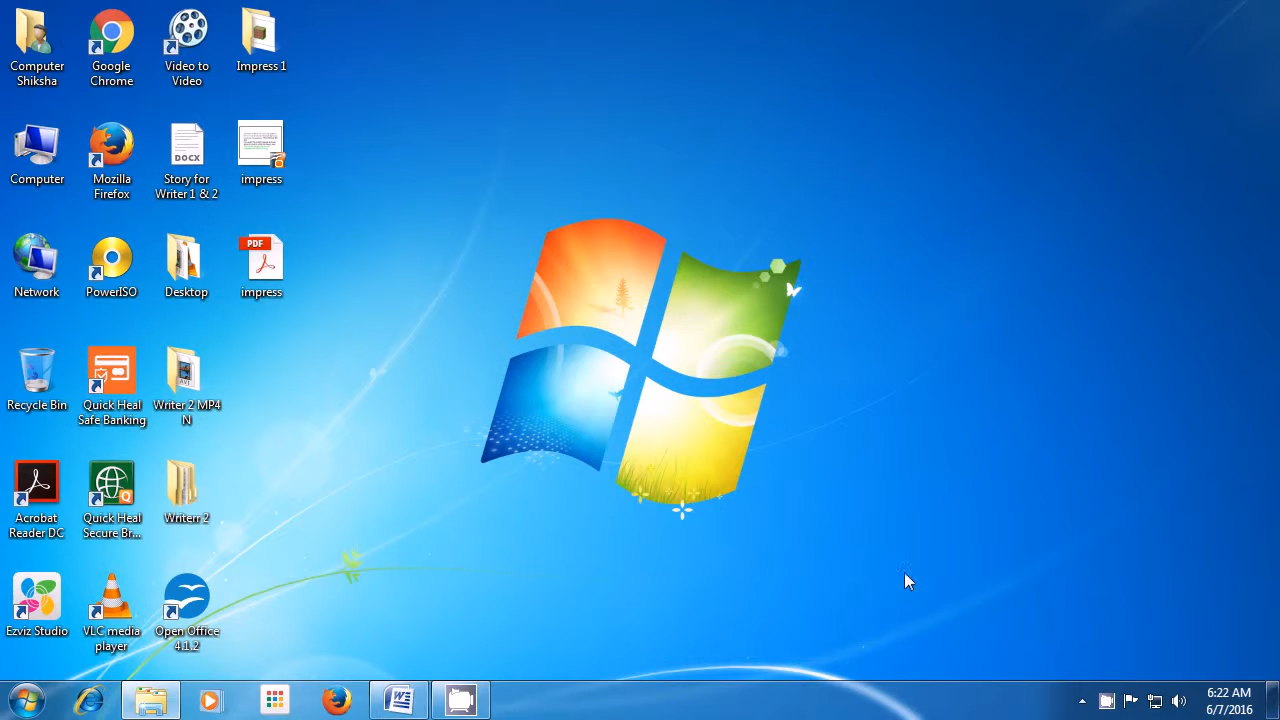 Computer
Shiksha
Google
Chrome
Video to
Video
Impress 1
Computer
Mozilla
Firefox
DOCX
Story for
Writer 1 & 2
impress
Network
PowerISO
Desktop
PDF
impress
Recycle Bin
Quick Heal
Safe Banking
Writer 2 MP4
N
Acrobat
Reader DC
Quick Heal
Secure Br...
Writerr 2
Ezviz Studio
VLC media
player
Open Office
4.1.2
6:22 AM
6/7/2016